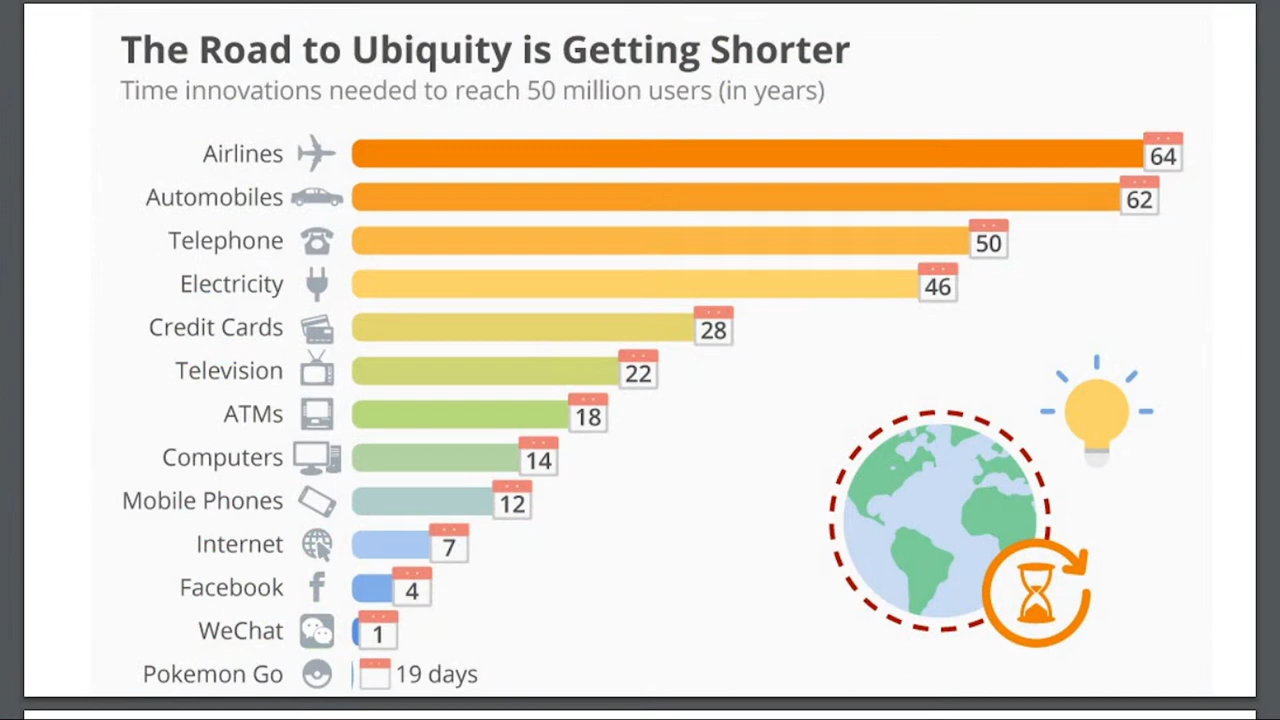 The Road to Ubiquity is Getting Shorter
Time innovations needed to reach 50 million users (in years)
Airlines 64
Automobiles 62
Telephone 50
Electricity 46
Credit Cards 28
Television 22
ATMs 18
Computers 14
Mobile Phones 12
Internet 7
Facebook f 4
WeChat 1
Pokemon Go 19 days